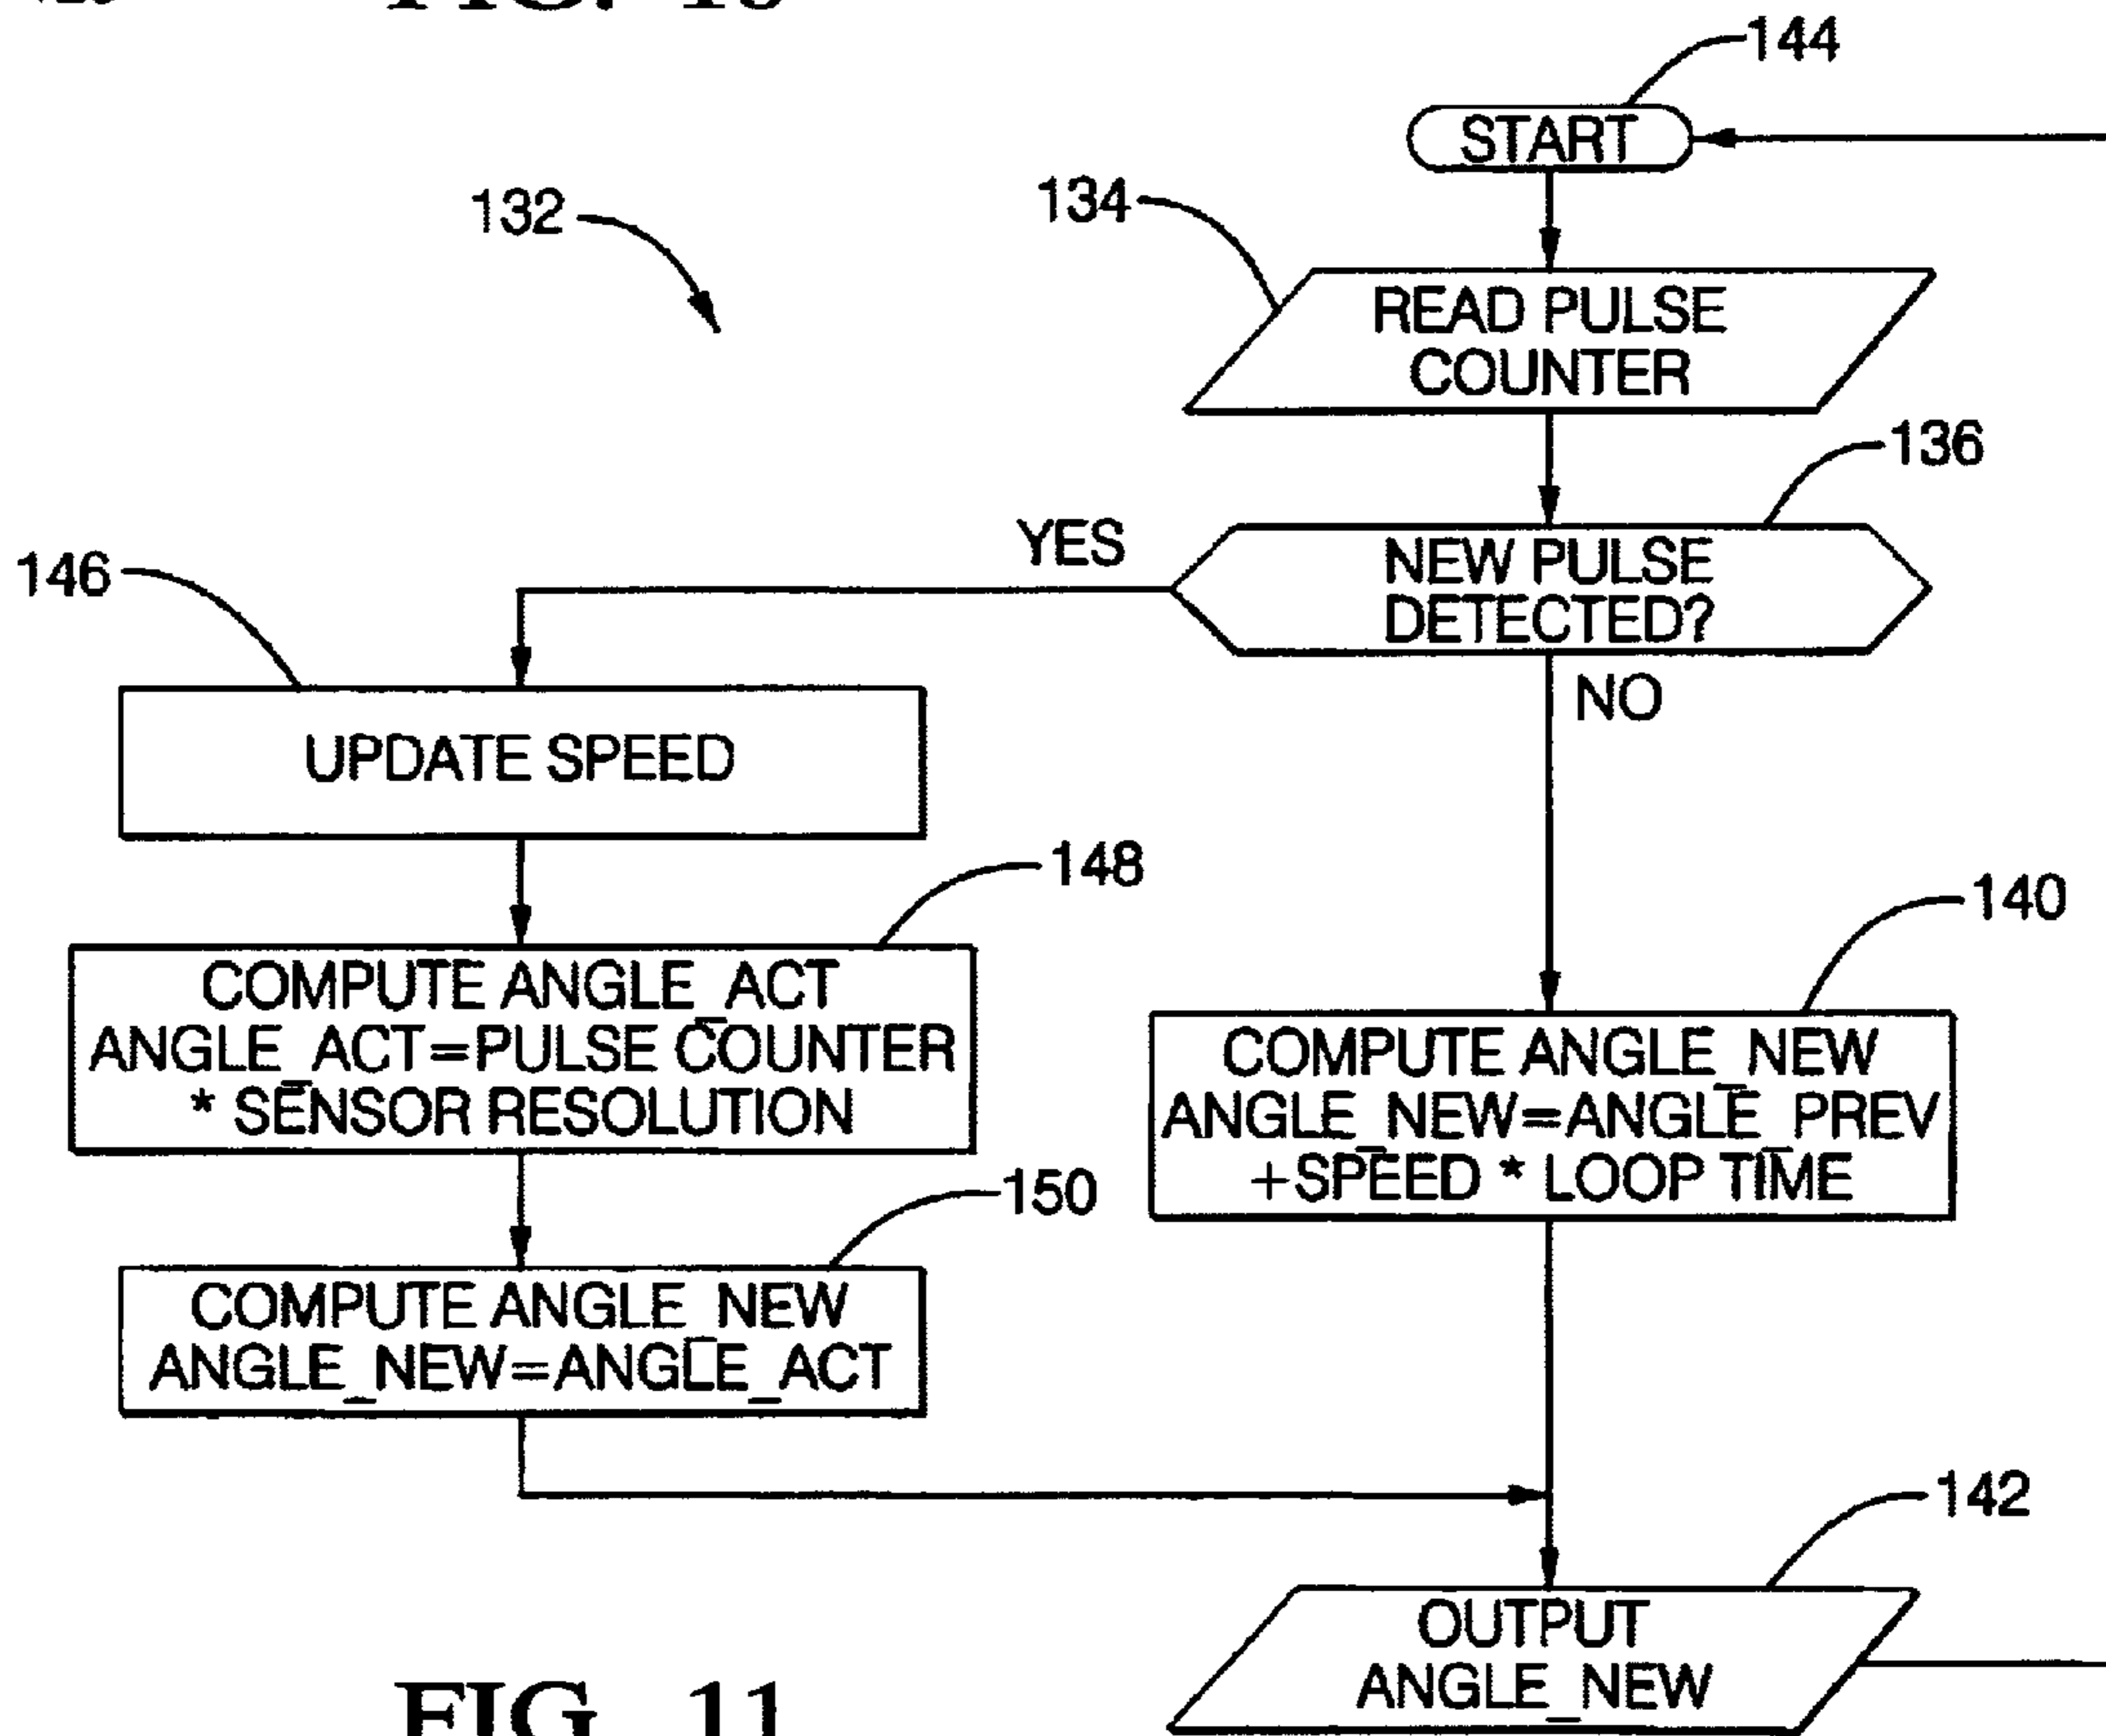 144
START
132
134
READ PULSE
COUNTER
136
YES
NEW PULSE
DETECTED?
NO
146
UPDATE SPEED
148
COMPUTE ANGLE_ACT
ANGLE_ACT=PULSE COUNTER
* SENSOR RESOLUTION
140
COMPUTE ANGLE_NEW
ANGLE_NEW=ANGLE_PREV
+SPEED * LOOP TIME
150
COMPUTE ANGLE_NEW
ANGLE_NEW=ANGLE_ACT
142
OUTPUT
ANGLE_NEW
FIG. 11